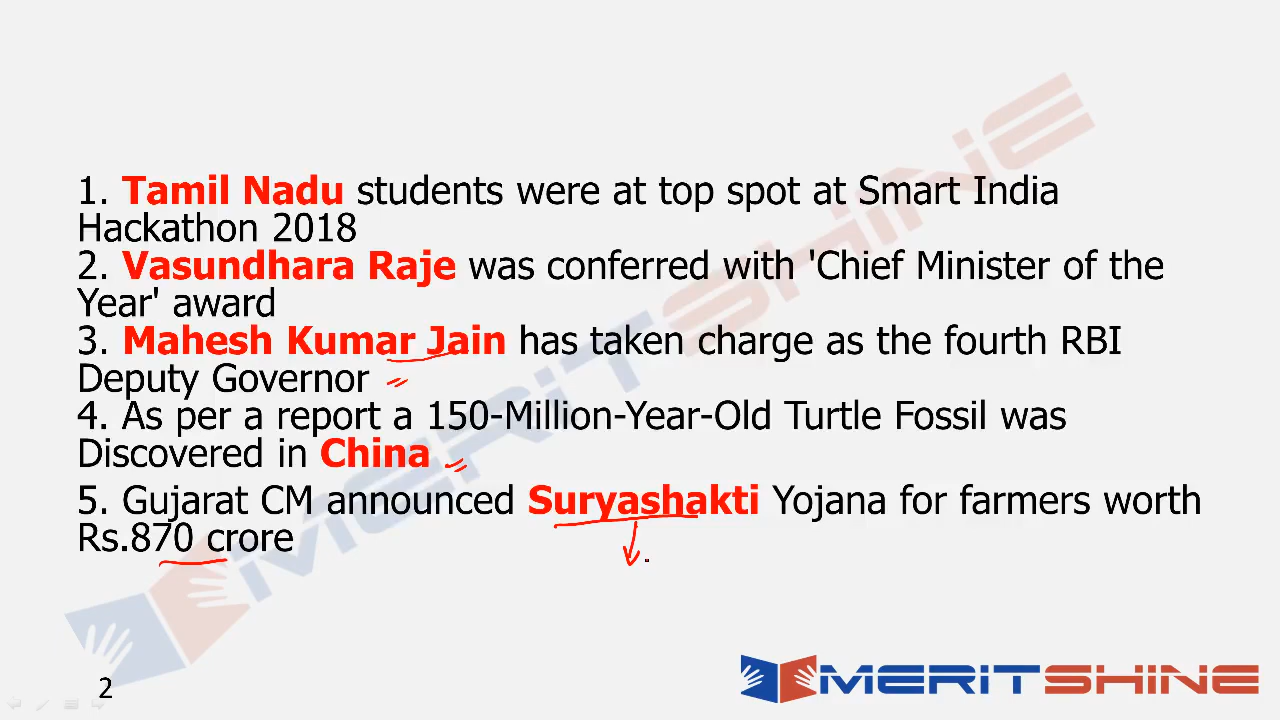 1. Tamil Nadu students were at top spot at Smart India
Hackathon 2018
2. Vasundhara Raje was conferred with 'Chief Minister of the
Year' award
3. Mahesh Kumar Jain has taken charge as the fourth RBI
Deputy Governor
4. As per a report a 150-Million-Year-Old Turtle Fossil was
Discovered in China
5. Gujarat CM announced Suryashakti Yojana for farmers worth
Rs.870 crore
2
MERiTSHiNE
MERiTSHiNE